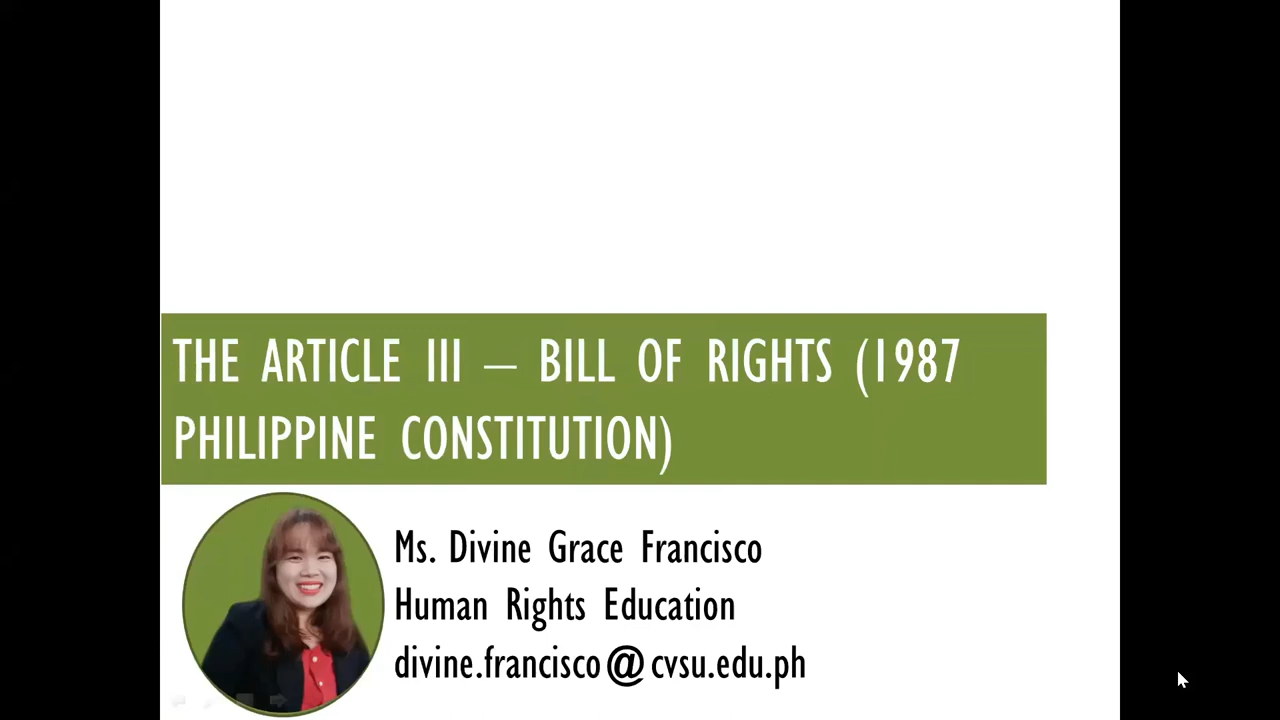 THE ARTICLE III – BILL OF RIGHTS (1987
PHILIPPINE CONSTITUTION)
Ms. Divine Grace Francisco
Human Rights Education
divine.francisco@cvsu.edu.ph